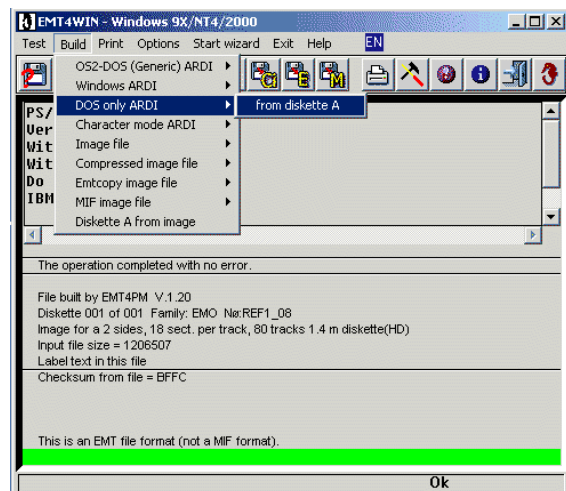 EMT4WIN - Windows 9X/NT4/2000
Test Build Print Options Start wizard Exit Help EN
OS2-DOS (Generic) ARDI
Windows ARDI
DOS only ARDI
from diskette A
Character mode ARDI
Image file
Compressed image file
Emtcopy image file
MIF image file
Diskette A from image
PS/
Ver
Wit
Wit
Do
IBM
The operation completed with no error.
File built by EMT4PM V.1.20
Diskette 001 of 001 Family: EMO Nø:REF1_08
Image for a 2 sides, 18 sect. per track, 80 tracks 1.4 m diskette(HD)
Input file size = 1206507
Label text in this file
Checksum from file = BFFC
This is an EMT file format (not a MIF format).
Ok